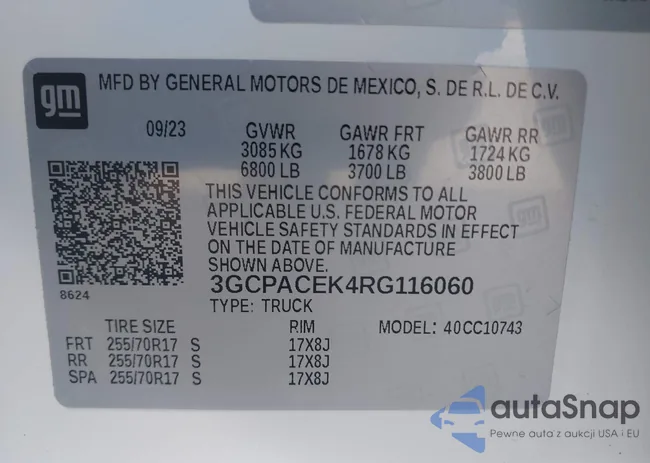 gm
MFD BY GENERAL MOTORS DE MEXICO, S. DE R.L. DE C.V.
09/23 GVWR GAWR FRT GAWR RR
3085 KG 1678 KG 1724 KG
6800 LB 3700 LB 3800 LB
THIS VEHICLE CONFORMS TO ALL
APPLICABLE U.S. FEDERAL MOTOR
VEHICLE SAFETY STANDARDS IN EFFECT
ON THE DATE OF MANUFACTURE
SHOWN ABOVE.
8624
3GCPACEK4RG116060
TYPE: TRUCK
TIRE SIZE RIM MODEL: 40CC10743
FRT 255/70R17 S 17X8J
RR 255/70R17 S 17X8J
SPA 255/70R17 S 17X8J
autaSnap
Pewne auta z aukcji USA i EU